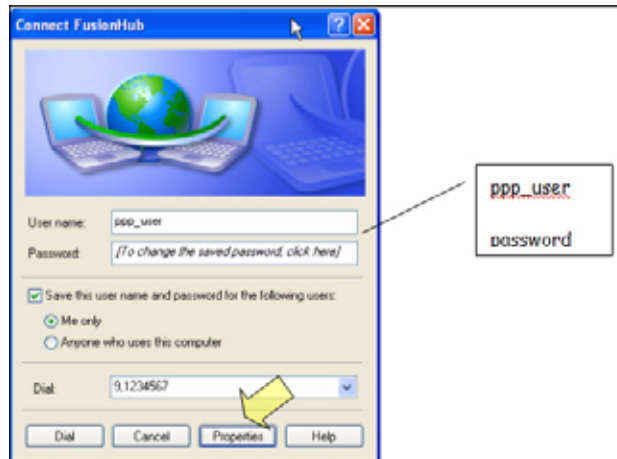 Connect FusionHub
User name: ppp_user
Password: [To change the saved password, click here]
Save this user name and password for the following users:
Me only
Anyone who uses this computer
Dial: 9,1234567
Dial Cancel Properties Help
ppp_user
password